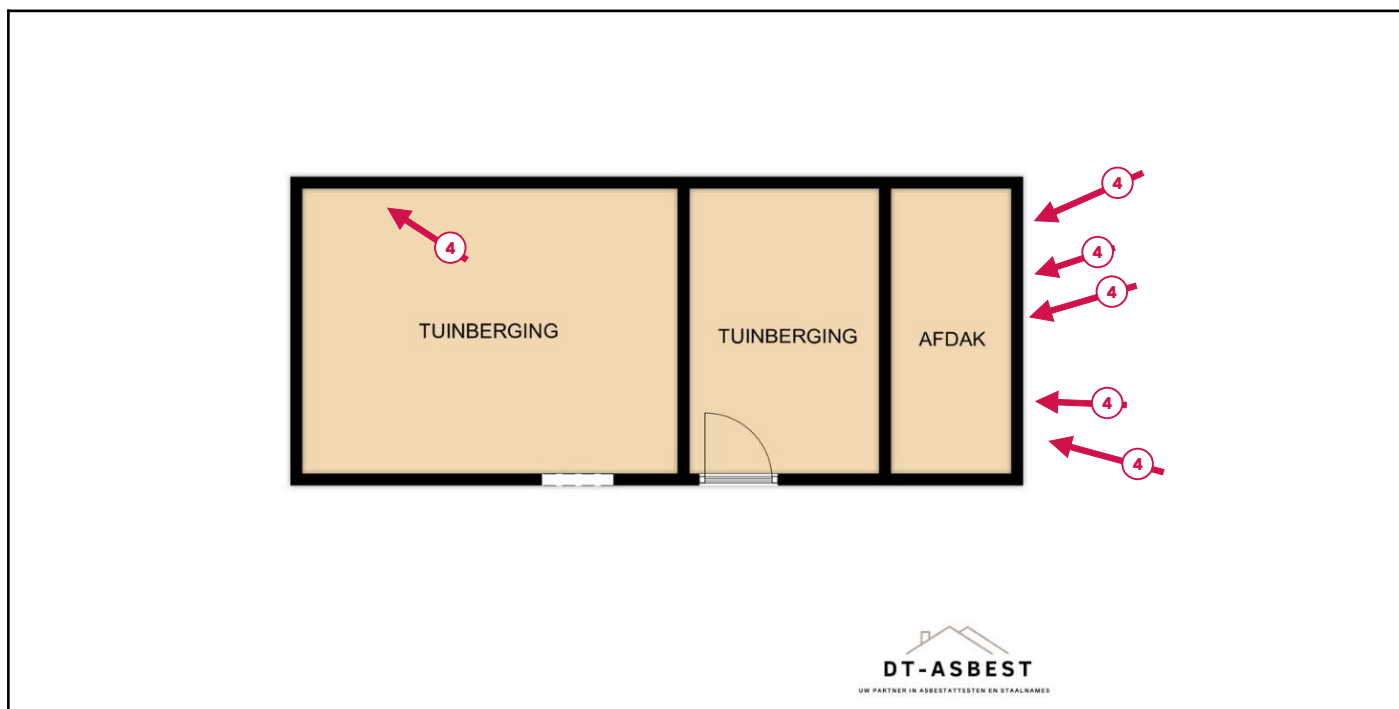 4
4
4
4
TUINBERGING
TUINBERGING
AFDAK
4
4
DT-ASBEST
UW PARTNER IN ASBESTATTESTEN EN STAALNAMES